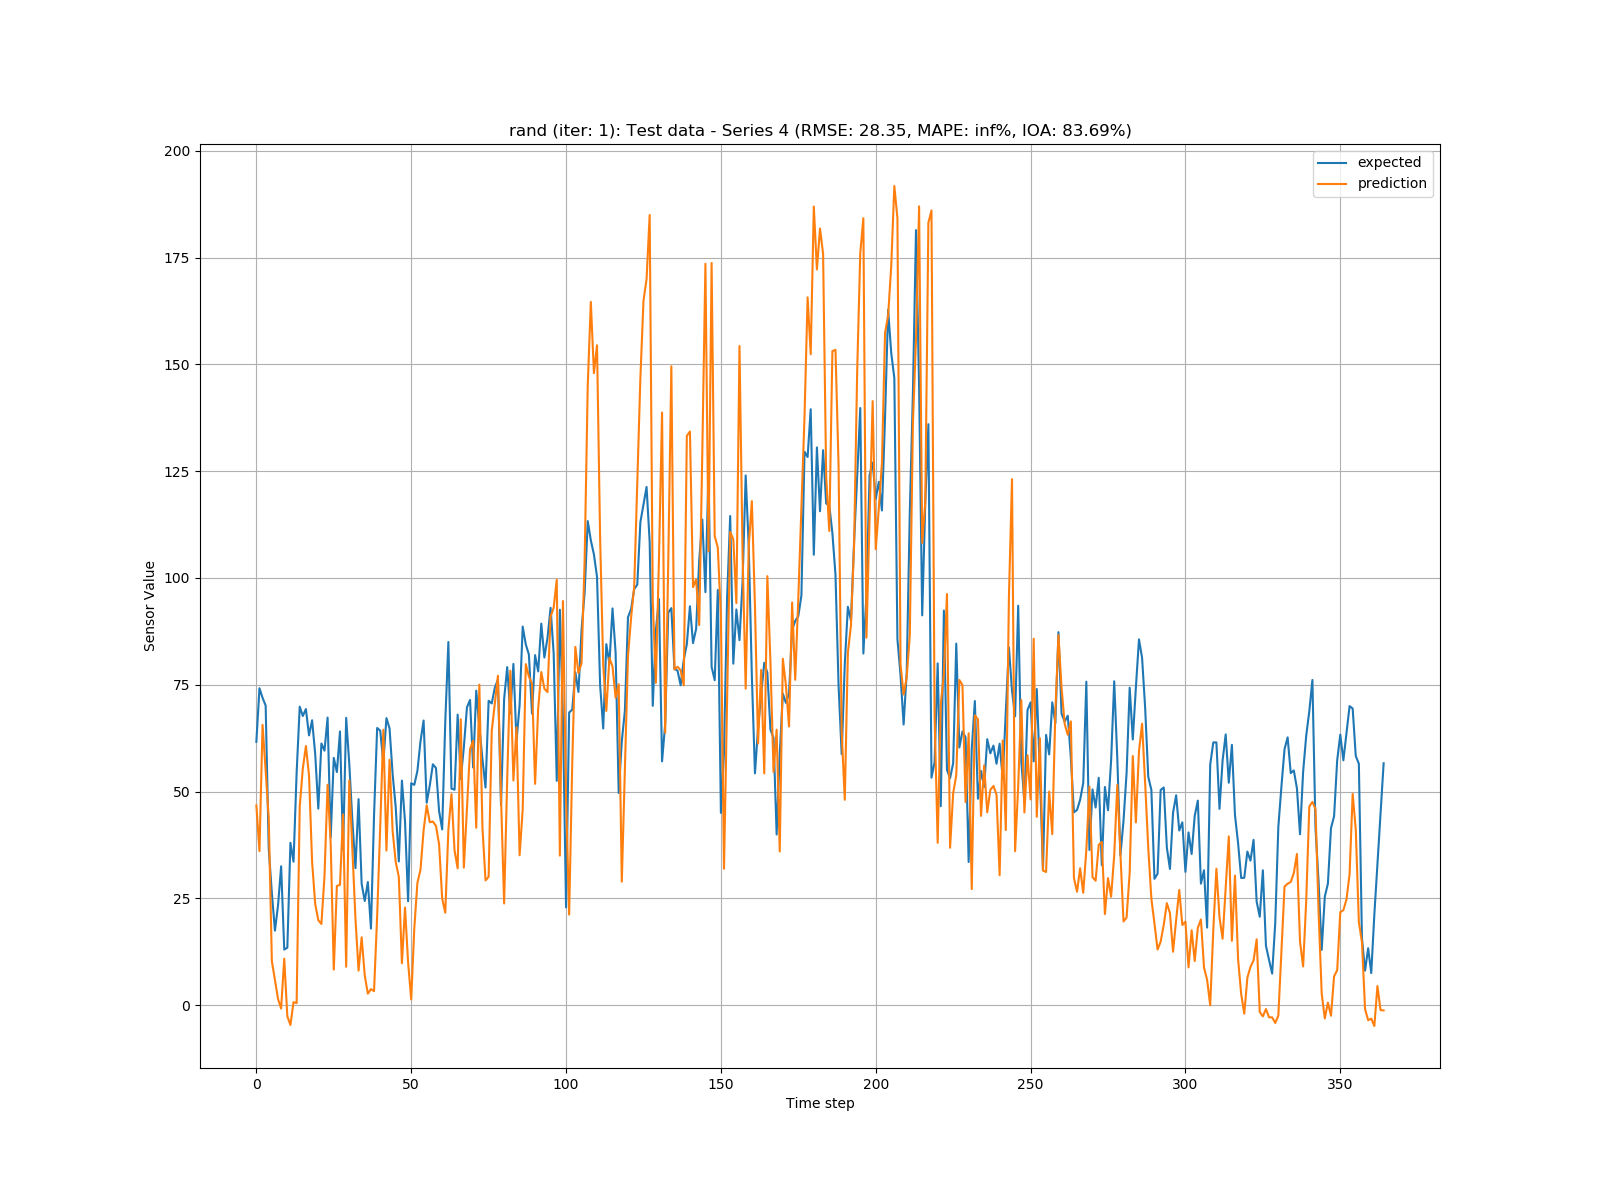 rand (iter: 1): Test data - Series 4 (RMSE: 28.35, MAPE: inf%, IOA: 83.69%)
expected
prediction
200
175
150
125
100
75
50
25
0
Sensor Value
0 50 100 150 200 250 300 350
Time step